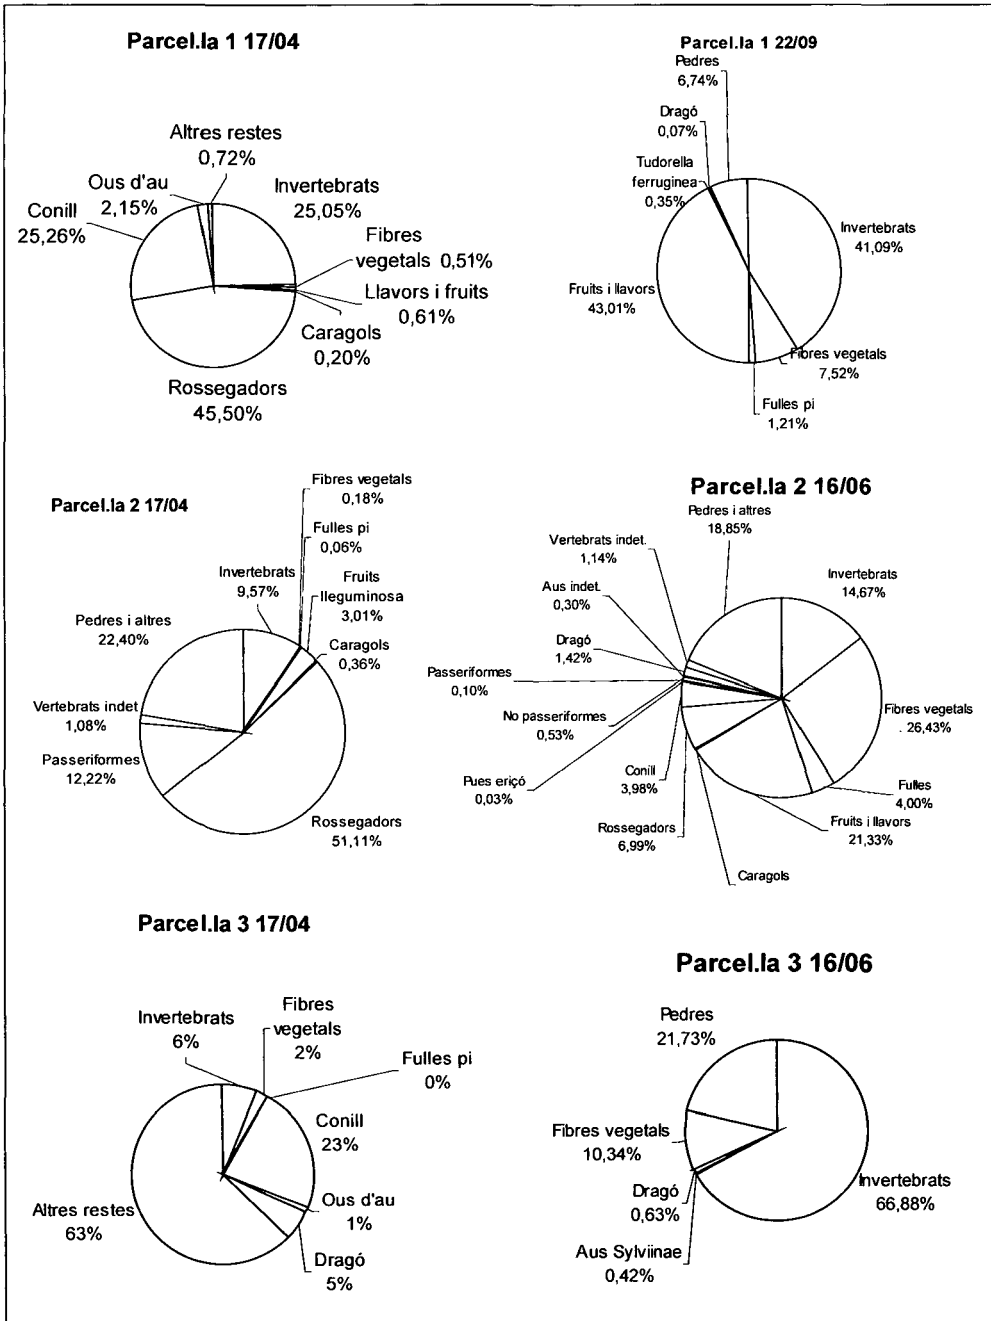 Parcel.la 1 17/04
Altres restes
0,72%
Ous d'au
2,15%
Conill
25,26%
Invertebrats
25,05%
Fibres
vegetals 0,51%
Llavors i fruits
0,61%
Caragols
0,20%
Rossegadors
45,50%
Parcel.la 1 22/09
Pedres
6,74%
Dragó
0,07%
Tudorella
ferruginea
0,35%
Invertebrats
41,09%
Fruits i llavors
43,01%
Fibres vegetals
7,52%
Fulles pi
1,21%
Parcel.la 2 17/04
Fibres vegetals
0,18%
Fulles pi
0,06%
Invertebrats
9,57%
Fruits
lleguminosa
3,01%
Pedres i altres
22,40%
Caragols
0,36%
Vertebrats indet
1,08%
Passeriformes
12,22%
Rossegadors
51,11%
Parcel.la 2 16/06
Pedres i altres
18,85%
Vertebrats indet.
1,14%
Invertebrats
14,67%
Aus indet.
0,30%
Dragó
1,42%
Passeriformes
0,10%
No passeriformes
0,53%
Fibres vegetals
. 26,43%
Pues eriçó
0,03%
Conill
3,98%
Fulles
4,00%
Rossegadors
6,99%
Fruits i llavors
21,33%
Caragols
Parcel.la 3 17/04
Fibres
vegetals
2%
Invertebrats
6%
Fulles pi
0%
Conill
23%
Ous d'au
1%
Altres restes
63%
Dragó
5%
Parcel.la 3 16/06
Pedres
21,73%
Fibres vegetals
10,34%
Dragó
0,63%
Invertebrats
66,88%
Aus Sylviinae
0,42%